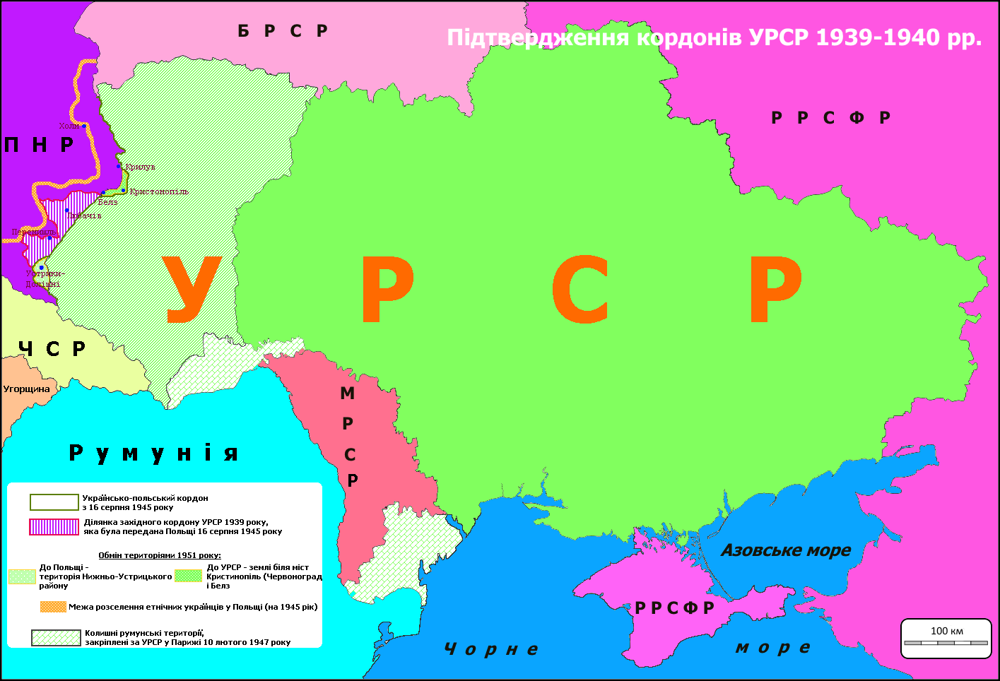 Підтвердження кордонів УРСР 1939-1940 рр.
Б Р С Р
Р Р С Ф Р
Холм
П Н Р
Крилув
Кристонопіль
Белз
Любачів
Перемишль
У Р С Р
Устрики-
Долішні
Ч С Р
Угорщина
М
Р
С
Р
Румунія
Українсько-польський кордон
з 16 серпня 1945 року
Ділянка західного кордону УРСР 1939 року,
яка була передана Польщі 16 серпня 1945 року
Обмін територіями 1951 року:
До Польщі -
територія Нижньо-Устрицького
району
До УРСР - землі біля міст
Кристинопіль (Червоноград
і Белз
Межа розселення етнічних українців у Польщі (на 1945 рік)
Колишні румунські території,
закріплені за УРСР у Парижі 10 лютого 1947 року
Азовське море
РРСФР
Чорне море
100 км